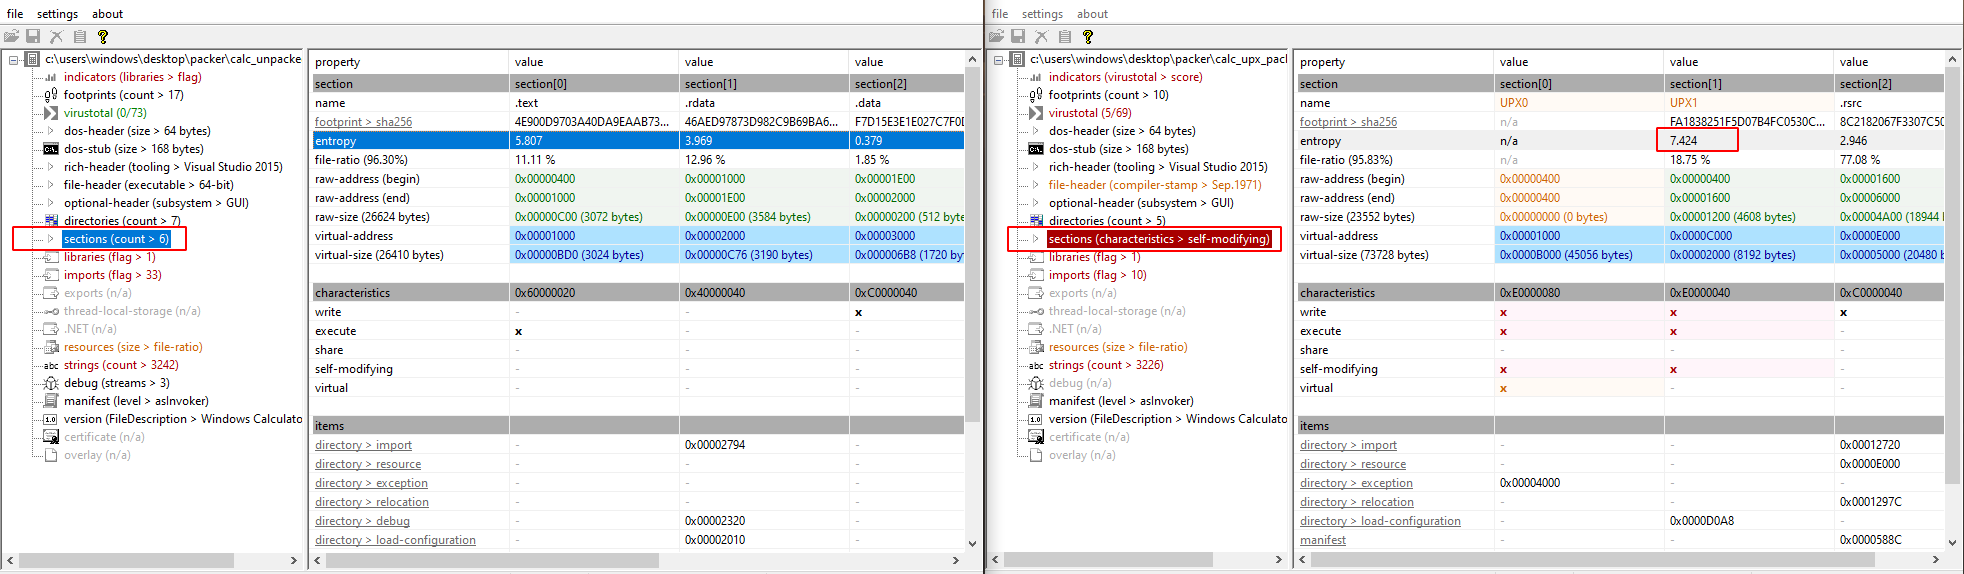 file settings about
c:\users\windows\desktop\packer\calc_unpacke
indicators (libraries > flag)
footprints (count > 17)
virustotal (0/73)
dos-header (size > 64 bytes)
dos-stub (size > 168 bytes)
rich-header (tooling > Visual Studio 2015)
file-header (executable > 64-bit)
optional-header (subsystem > GUI)
directories (count > 7)
sections (count > 6)
libraries (flag > 1)
imports (flag > 33)
exports (n/a)
thread-local-storage (n/a)
.NET (n/a)
resources (size > file-ratio)
abc strings (count > 3242)
debug (streams > 3)
manifest (level > asInvoker)
1.0 version (FileDescription > Windows Calculato
certificate (n/a)
overlay (n/a)
property value value value
section section[0] section[1] section[2]
name .text .rdata .data
footprint > sha256 4E900D9703A40DA9EAAB73... 46AED97873D982C9B69BA6... F7D15E3E1E027C7F0D
entropy 5.807 3.969 0.379
file-ratio (96.30%) 11.11 % 12.96 % 1.85 %
raw-address (begin) 0x00000400 0x00001000 0x00001E00
raw-address (end) 0x00001000 0x00001E00 0x00002000
raw-size (26624 bytes) 0x00000C00 (3072 bytes) 0x00000E00 (3584 bytes) 0x00000200 (512 byte
virtual-address 0x00001000 0x00002000 0x00003000
virtual-size (26410 bytes) 0x00000BD0 (3024 bytes) 0x00000C76 (3190 bytes) 0x000006B8 (1720 byt
characteristics 0x60000020 0x40000040 0xC0000040
write - - x
execute x - -
share - - -
self-modifying - - -
virtual - - -
items
directory > import - 0x00002794 -
directory > resource - - -
directory > exception - - -
directory > relocation - - -
directory > debug - 0x00002320 -
directory > load-configuration - 0x00002010 -
file settings about
c:\users\windows\desktop\packer\calc_upx_pac
indicators (virustotal > score)
footprints (count > 10)
virustotal (5/69)
dos-header (size > 64 bytes)
dos-stub (size > 168 bytes)
rich-header (tooling > Visual Studio 2015)
file-header (compiler-stamp > Sep.1971)
optional-header (subsystem > GUI)
directories (count > 5)
sections (characteristics > self-modifying)
libraries (flag > 1)
imports (flag > 10)
exports (n/a)
thread-local-storage (n/a)
.NET (n/a)
resources (size > file-ratio)
abc strings (count > 3226)
debug (n/a)
manifest (level > asInvoker)
1.0 version (FileDescription > Windows Calculato
certificate (n/a)
overlay (n/a)
property value value value
section section[0] section[1] section[2]
name UPX0 UPX1 .rsrc
footprint > sha256 n/a FA1838251F5D07B4FC0530C... 8C2182067F3307C50
entropy n/a 7.424 2.946
file-ratio (95.83%) n/a 18.75 % 77.08 %
raw-address (begin) 0x00000400 0x00000400 0x00001600
raw-address (end) 0x00000400 0x00001600 0x00006000
raw-size (23552 bytes) 0x00000000 (0 bytes) 0x00001200 (4608 bytes) 0x00004A00 (18944 b
virtual-address 0x00001000 0x0000C000 0x0000E000
virtual-size (73728 bytes) 0x0000B000 (45056 bytes) 0x00002000 (8192 bytes) 0x00005000 (20480 b
characteristics 0xE0000080 0xE0000040 0xC0000040
write x x x
execute x x -
share - - -
self-modifying x x -
virtual x - -
items
directory > import - - 0x00012720
directory > resource - - 0x0000E000
directory > exception 0x00004000 - -
directory > relocation - - 0x0001297C
directory > load-configuration - 0x0000D0A8 -
manifest - - 0x0000588C